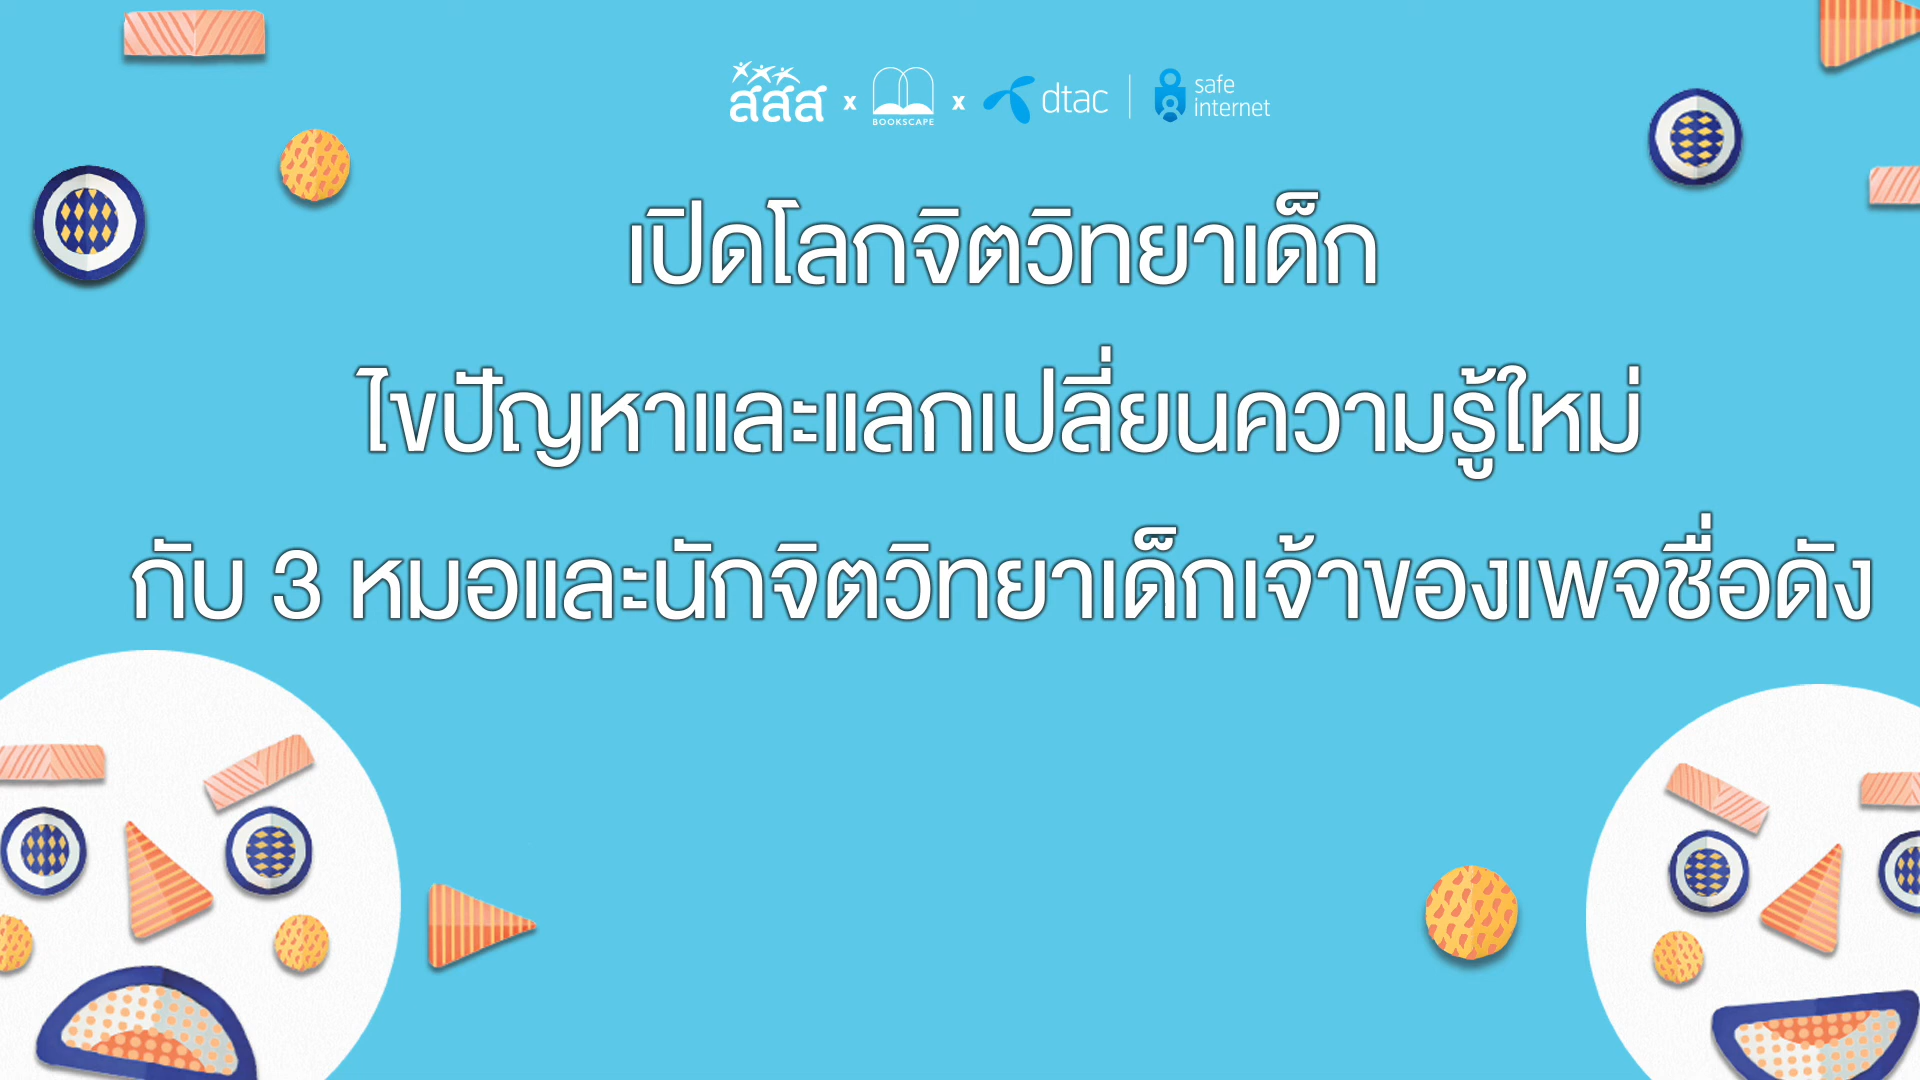 สสส x BOOKSCAPE x dtac | safe internet
เปิดโลกจิตวิทยาเด็ก
ไขปัญหาและแลกเปลี่ยนความรู้ใหม่
กับ 3 หมอและนักจิตวิทยาเด็กเจ้าของเพจชื่อดัง